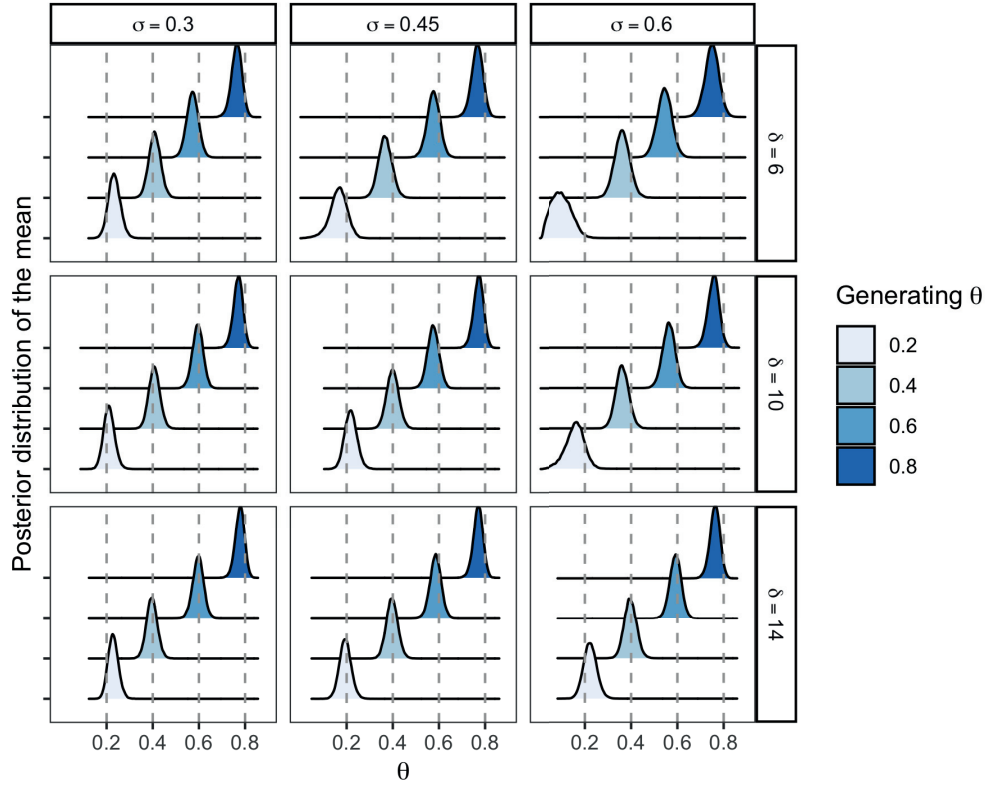 σ = 0.3
σ = 0.45
σ = 0.6
Posterior distribution of the mean
δ = 6
δ = 10
δ = 14
0.2 0.4 0.6 0.8
0.2 0.4 0.6 0.8
0.2 0.4 0.6 0.8
θ
Generating θ
0.2
0.4
0.6
0.8